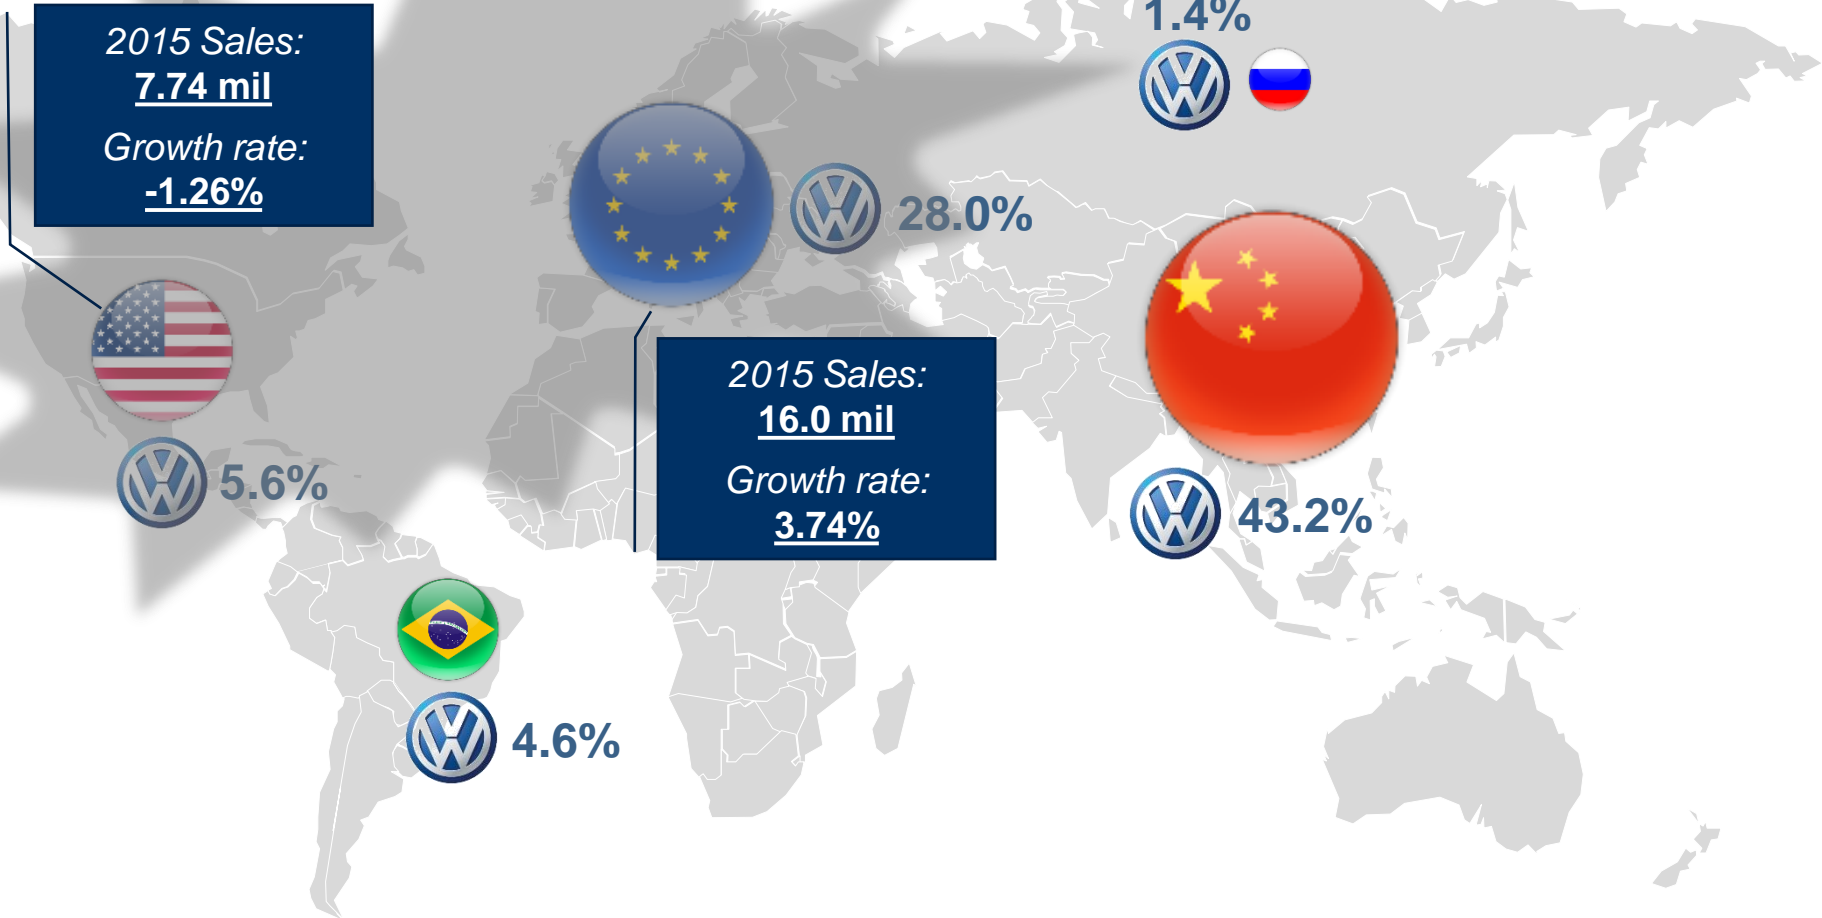 1.4%
2015 Sales:
7.74 mil
Growth rate:
-1.26%
28.0%
2015 Sales:
16.0 mil
Growth rate:
3.74%
5.6%
43.2%
4.6%